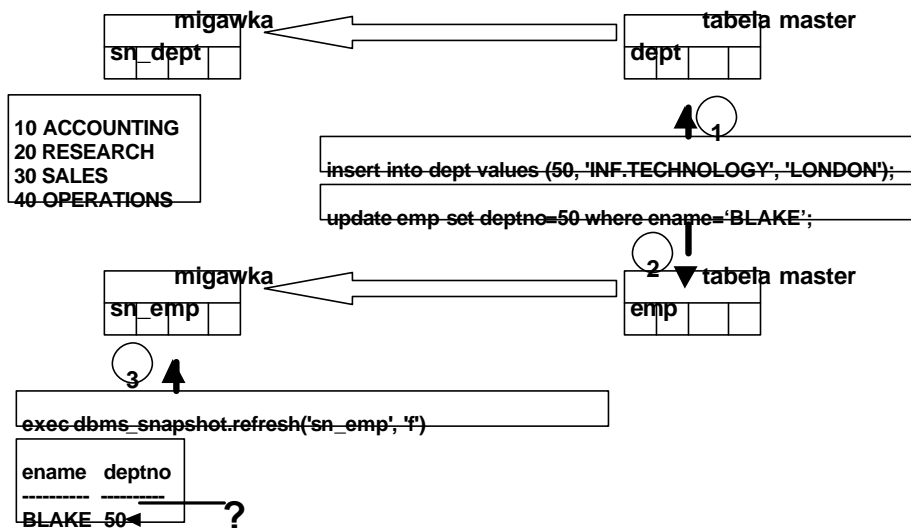 migawka
sn_dept
tabela master
dept
10 ACCOUNTING
20 RESEARCH
30 SALES
40 OPERATIONS
1
insert into dept values (50, 'INF.TECHNOLOGY', 'LONDON');
update emp set deptno=50 where ename=‘BLAKE’;
2
migawka
sn_emp
tabela master
emp
3
exec dbms_snapshot.refresh('sn_emp', 'f')
ename deptno
---------- ----------
BLAKE 50
?